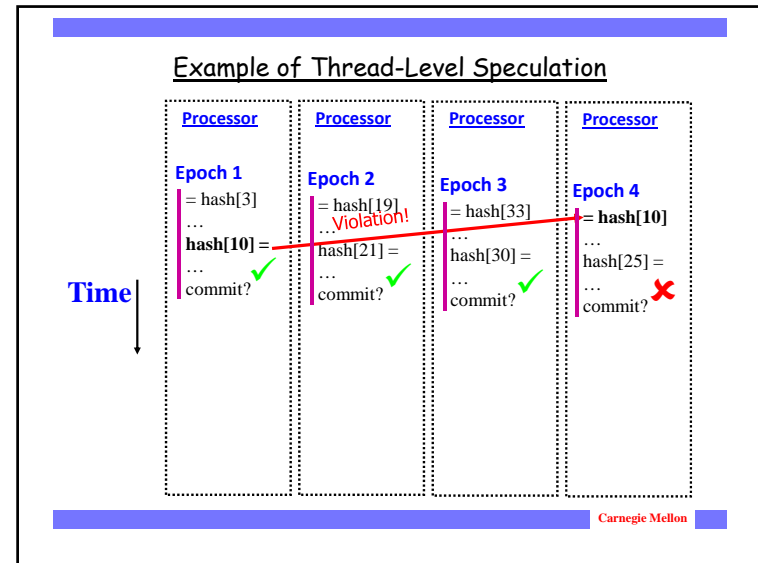 Example of Thread-Level Speculation
Processor
Epoch 1
= hash[3]
…
hash[10] =
…
commit?
Processor
Epoch 2
= hash[19]
…
hash[21] =
…
commit?
Violation!
Processor
Epoch 3
= hash[33]
…
hash[30] =
…
commit?
Processor
Epoch 4
= hash[10]
…
hash[25] =
…
commit?
Time
Carnegie Mellon